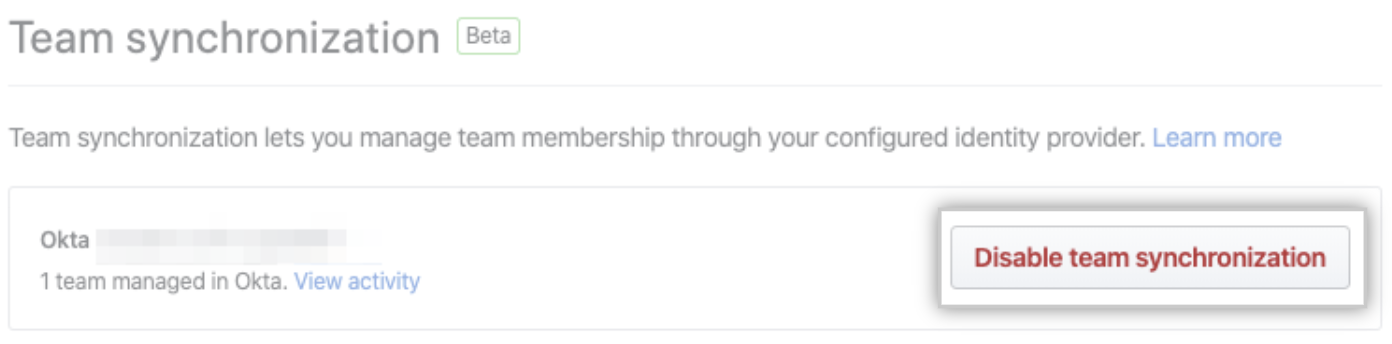 Team synchronization Beta
Team synchronization lets you manage team membership through your configured identity provider. Learn more
Okta
1 team managed in Okta. View activity
Disable team synchronization